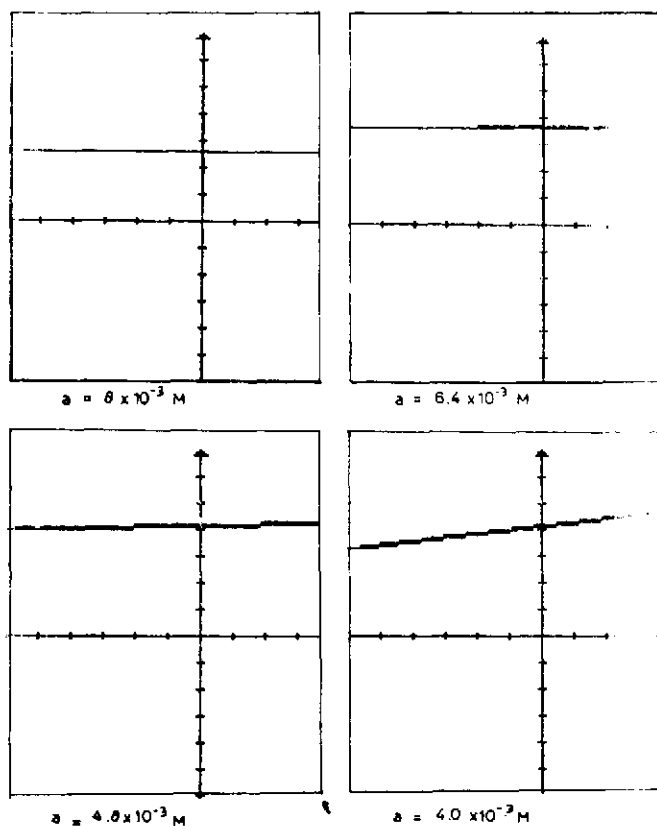 a = 8 x 10⁻³ M
a = 6.4 x 10⁻³ M
a = 4.8 x 10⁻³ M
a = 4.0 x 10⁻³ M